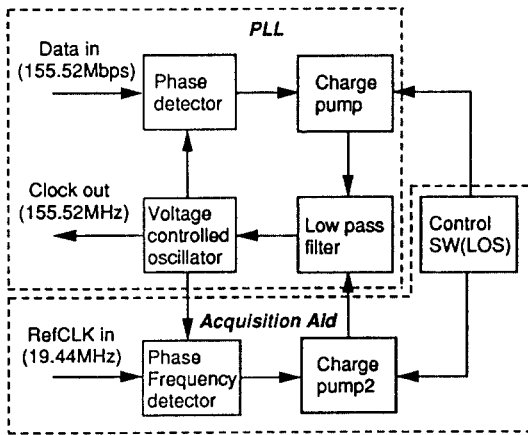 PLL
Data in
(155.52Mbps)
Phase
detector
Charge
pump
Clock out
(155.52MHz)
Voltage
controlled
oscillator
Low pass
filter
Control
SW(LOS)
Acquisition Aid
RefCLK in
(19.44MHz)
Phase
Frequency
detector
Charge
pump2